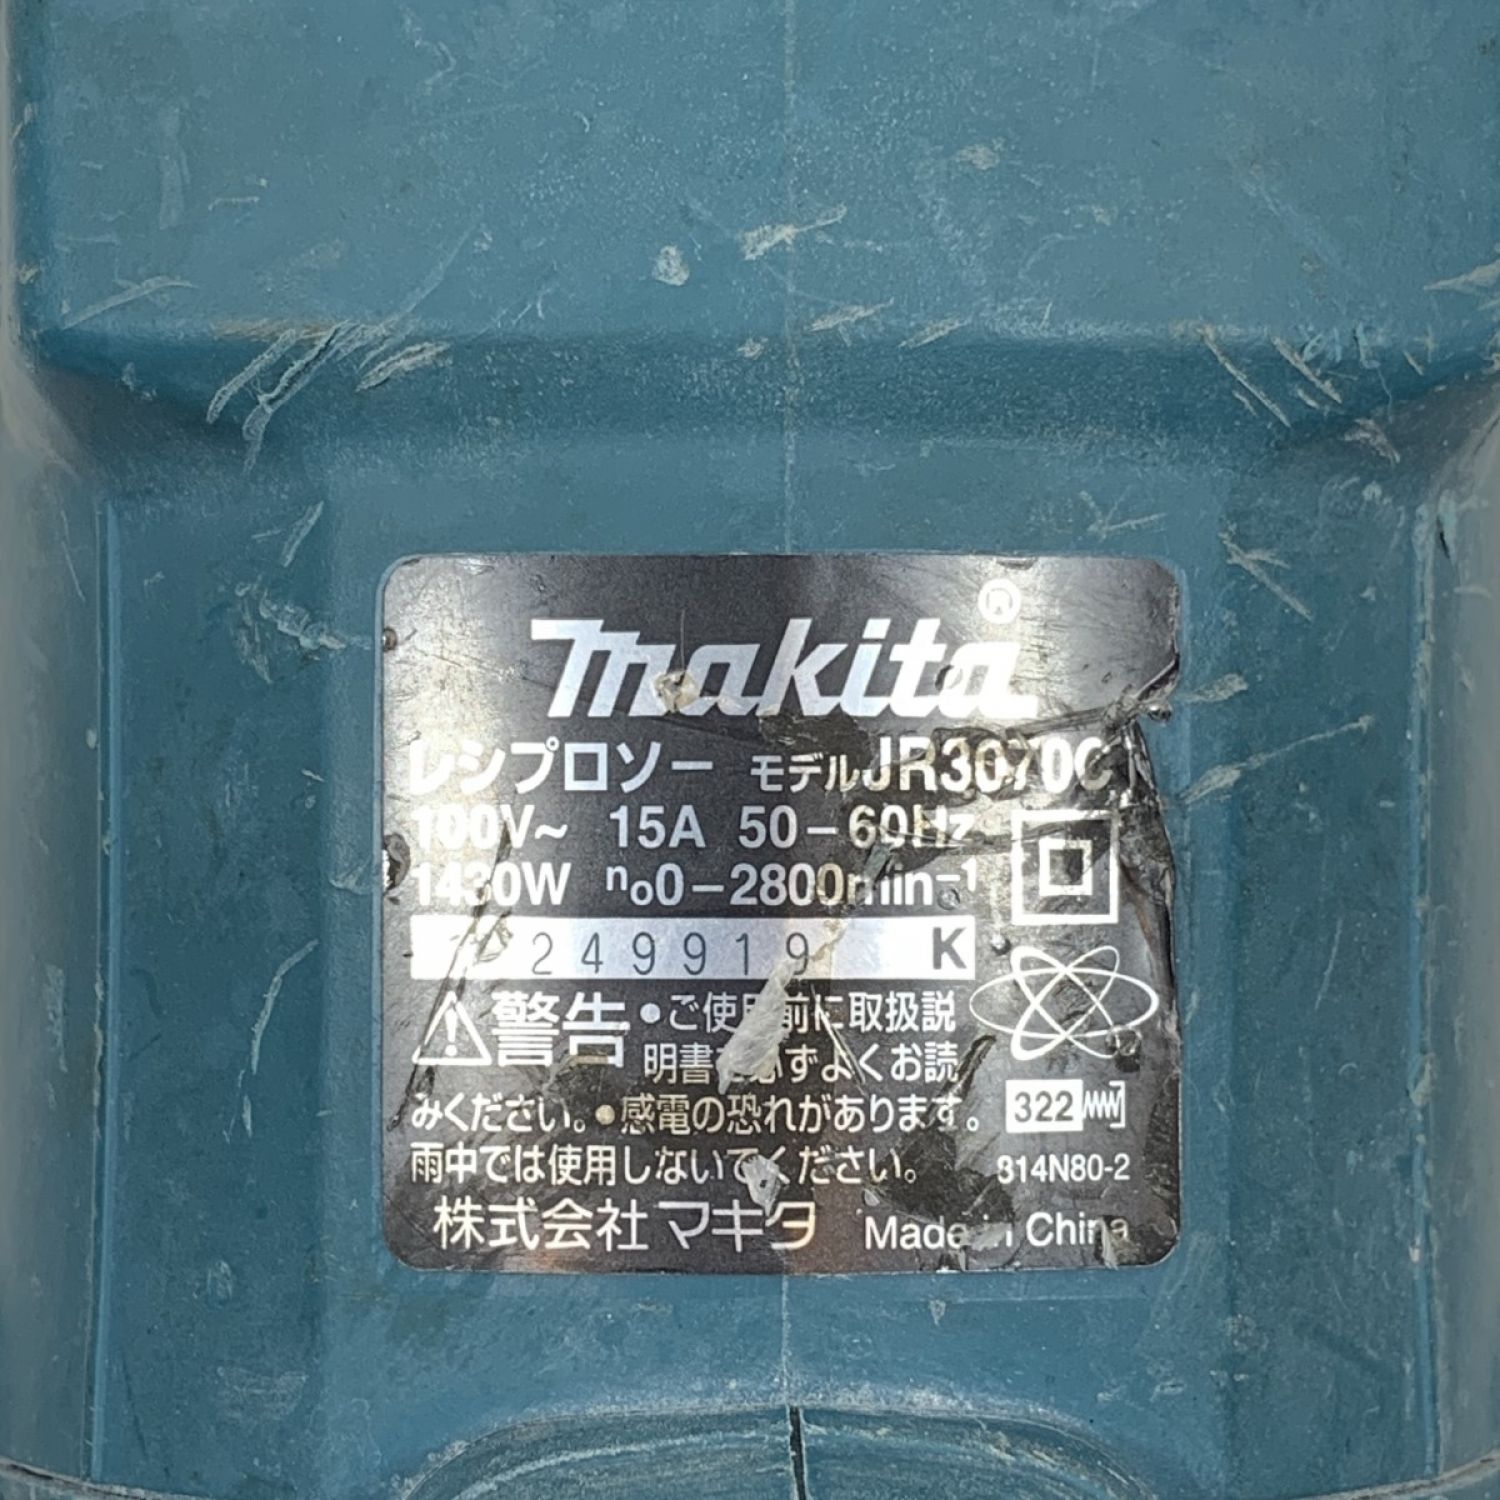 makita®
レシプロソー モデルJR3070CT
100V~ 15A 50-60Hz
1430W no0-2800min-1
249919 K
警告 ●ご使用前に取扱説
明書を必ずよくお読
みください。●感電の恐れがあります。
雨中では使用しないでください。
322
814N80-2
株式会社マキタ Made in China